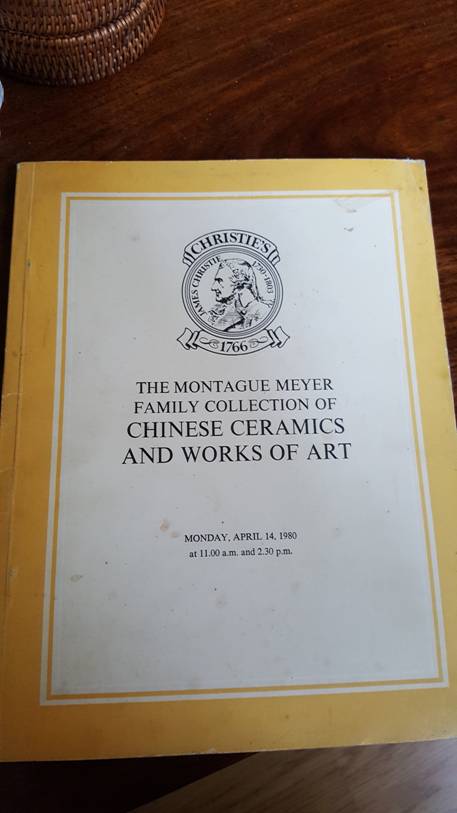 CHRISTIE'S
JAMES CHRISTIE 1730-1803
1766
THE MONTAGUE MEYER
FAMILY COLLECTION OF
CHINESE CERAMICS
AND WORKS OF ART
MONDAY, APRIL 14, 1980
at 11.00 a.m. and 2.30 p.m.